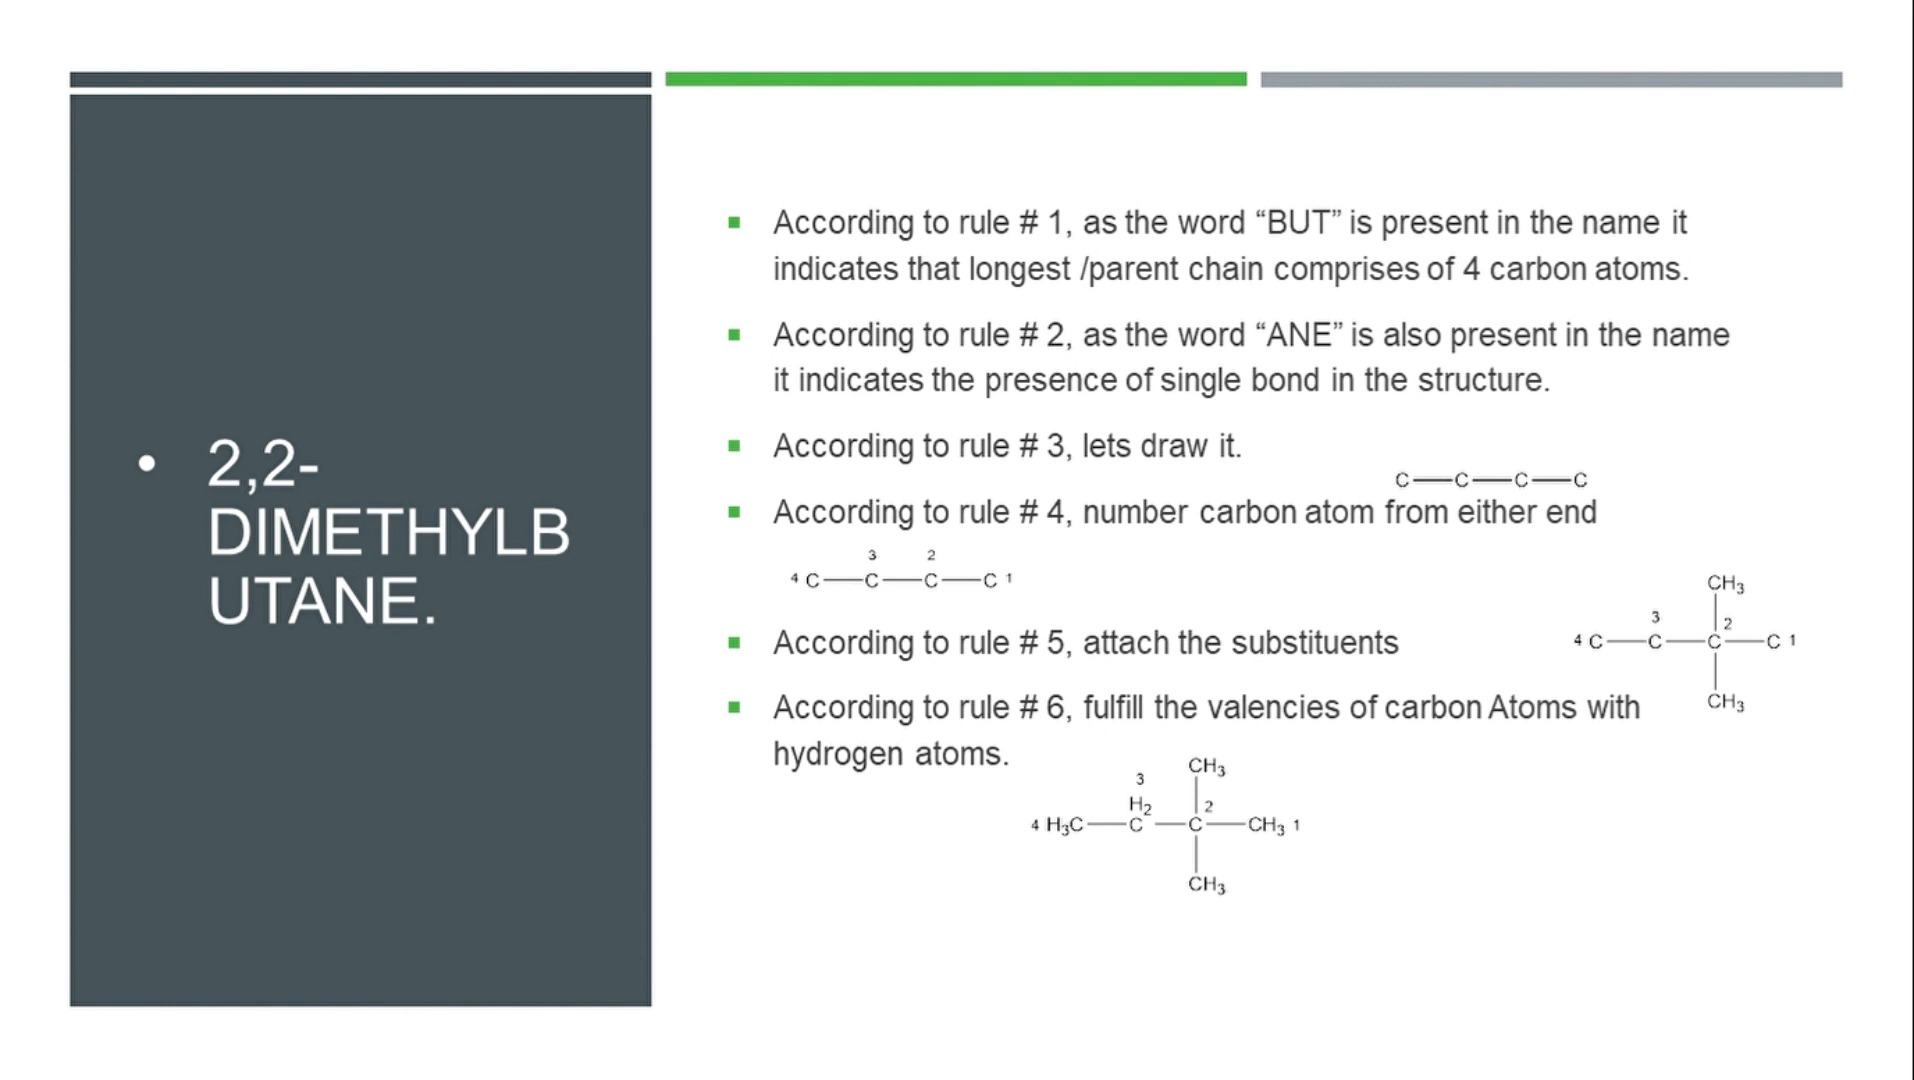 • 2,2-
DIMETHYLB
UTANE.
▪ According to rule # 1, as the word “BUT” is present in the name it
indicates that longest /parent chain comprises of 4 carbon atoms.
▪ According to rule # 2, as the word “ANE” is also present in the name
it indicates the presence of single bond in the structure.
▪ According to rule # 3, lets draw it.
C—C—C—C
▪ According to rule # 4, number carbon atom from either end
3 2
4 C—C—C—C 1
▪ According to rule # 5, attach the substituents
CH3
3 2
4 C—C—C—C 1
CH3
▪ According to rule # 6, fulfill the valencies of carbon Atoms with
hydrogen atoms.
CH3
3
H2 2
4 H3C—C—C—CH3 1
CH3